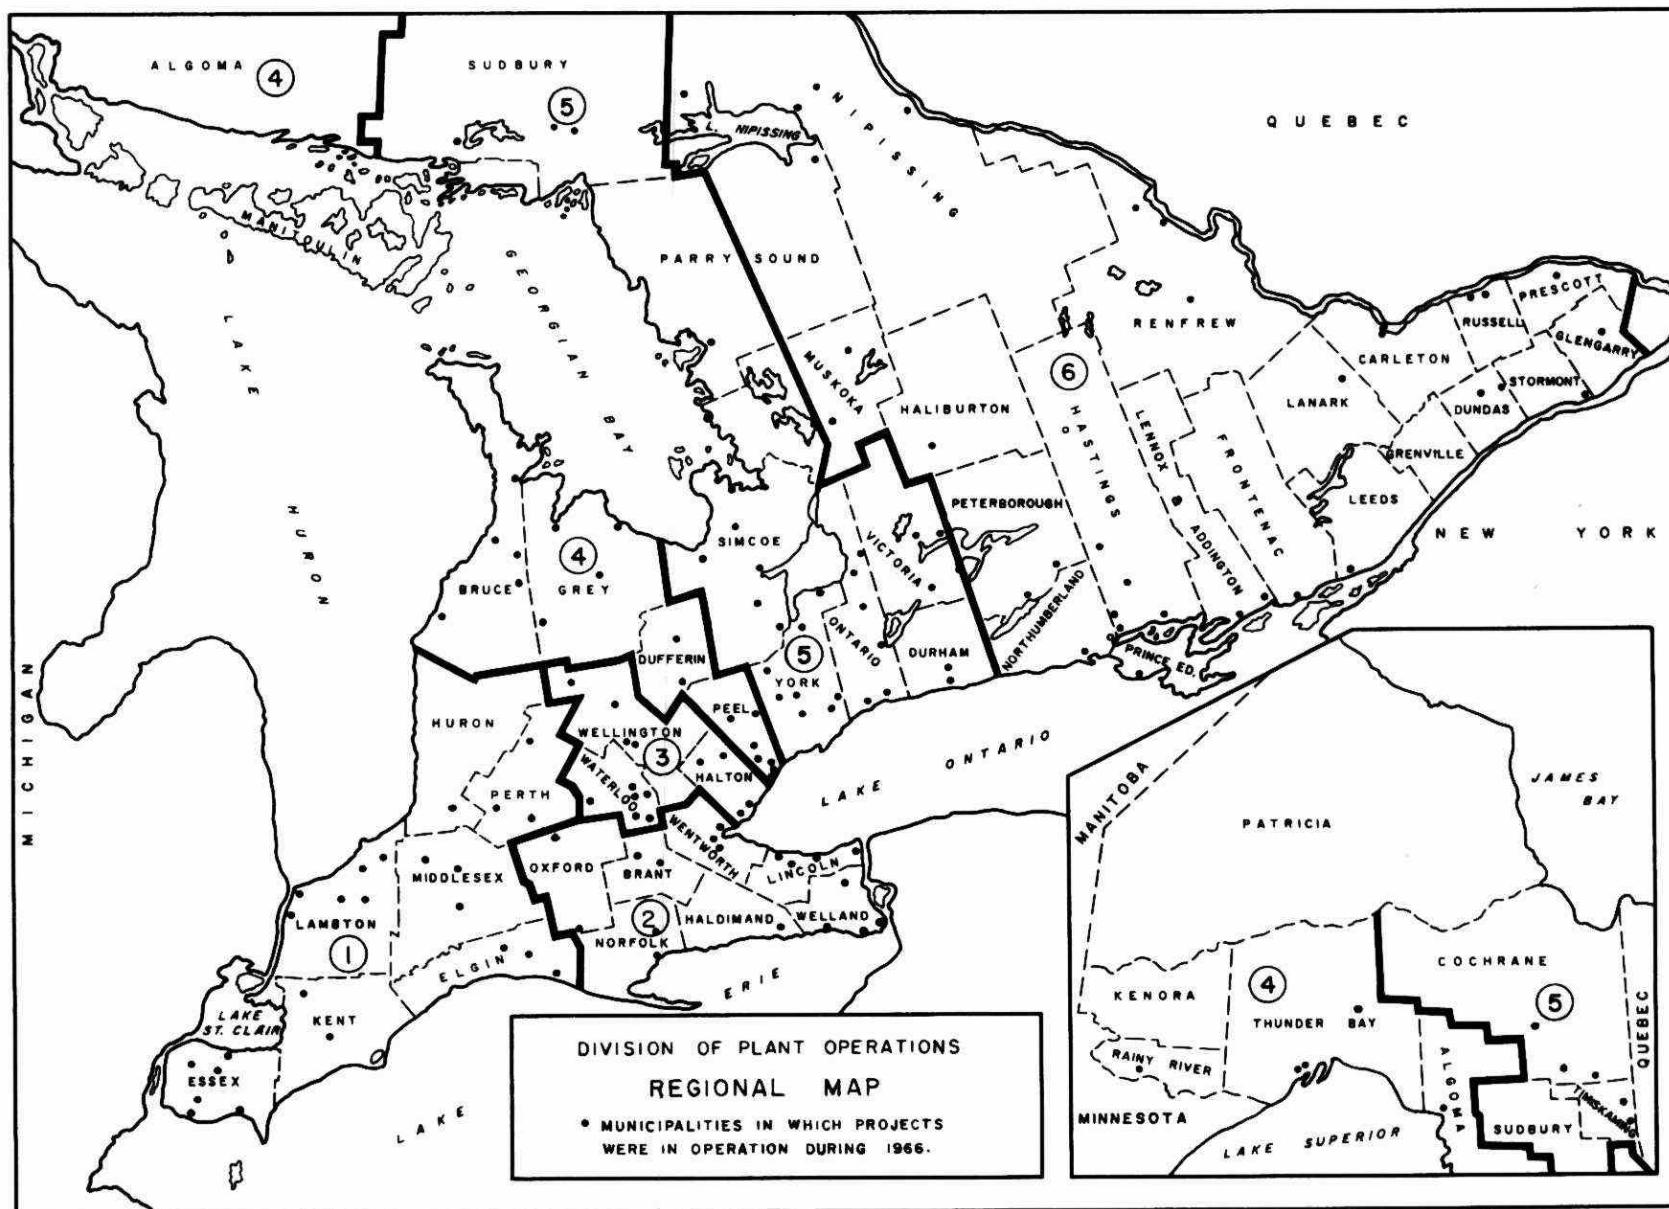 ALGOMA
4
SUDBURY
5
L. NIPISSING
NIPISSING
QUEBEC
MANITOULIN
GEORGIAN BAY
PARRY SOUND
LAKE HURON
MUSKOKA
HALIBURTON
6
HASTINGS
RENFREW
LENNOX & ADDINGTON
FRONTENAC
LANARK
CARLETON
RUSSELL
PRESCOTT
GLENGARRY
STORMONT
DUNDAS
GRENVILLE
LEEDS
NEW YORK
PETERBOROUGH
VICTORIA
SIMCOE
4
BRUCE
GREY
DUFFERIN
5
YORK
ONTARIO
DURHAM
NORTHUMBERLAND
PRINCE ED.
MICHIGAN
HURON
PERTH
WELLINGTON
3
WATERLOO
PEEL
HALTON
LAKE ONTARIO
WENTWORTH
LINCOLN
OXFORD
BRANT
MIDDLESEX
LAMBTON
1
2
NORFOLK
HALDIMAND
WELLAND
ELGIN
KENT
LAKE
ST. CLAIR
ESSEX
LAKE ERIE
DIVISION OF PLANT OPERATIONS
REGIONAL MAP
• MUNICIPALITIES IN WHICH PROJECTS
WERE IN OPERATION DURING 1966.
MANITOBA
JAMES
BAY
PATRICIA
KENORA
4
THUNDER BAY
COCHRANE
5
QUEBEC
RAINY RIVER
MINNESOTA
LAKE SUPERIOR
ALGOMA
SUDBURY
TIMISKAMING